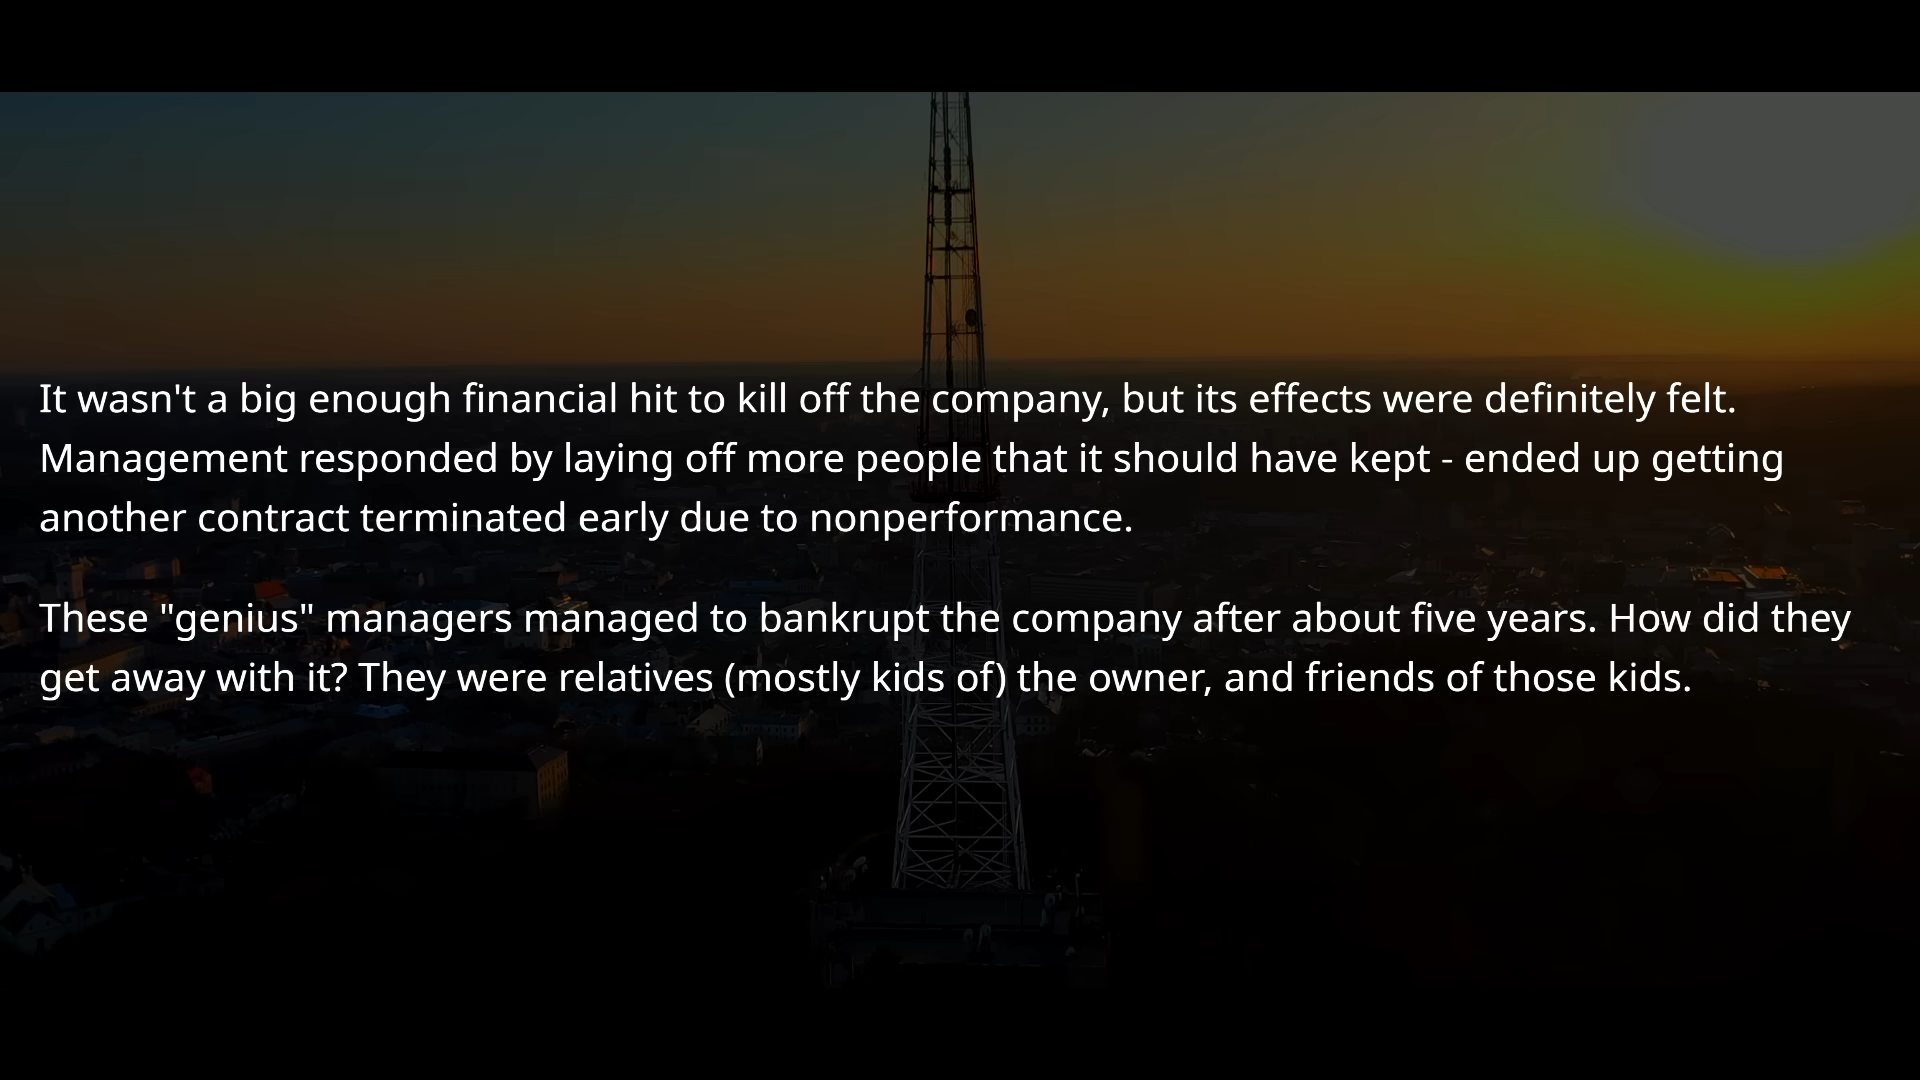 It wasn't a big enough financial hit to kill off the company, but its effects were definitely felt.
Management responded by laying off more people that it should have kept - ended up getting
another contract terminated early due to nonperformance.
These "genius" managers managed to bankrupt the company after about five years. How did they
get away with it? They were relatives (mostly kids of) the owner, and friends of those kids.